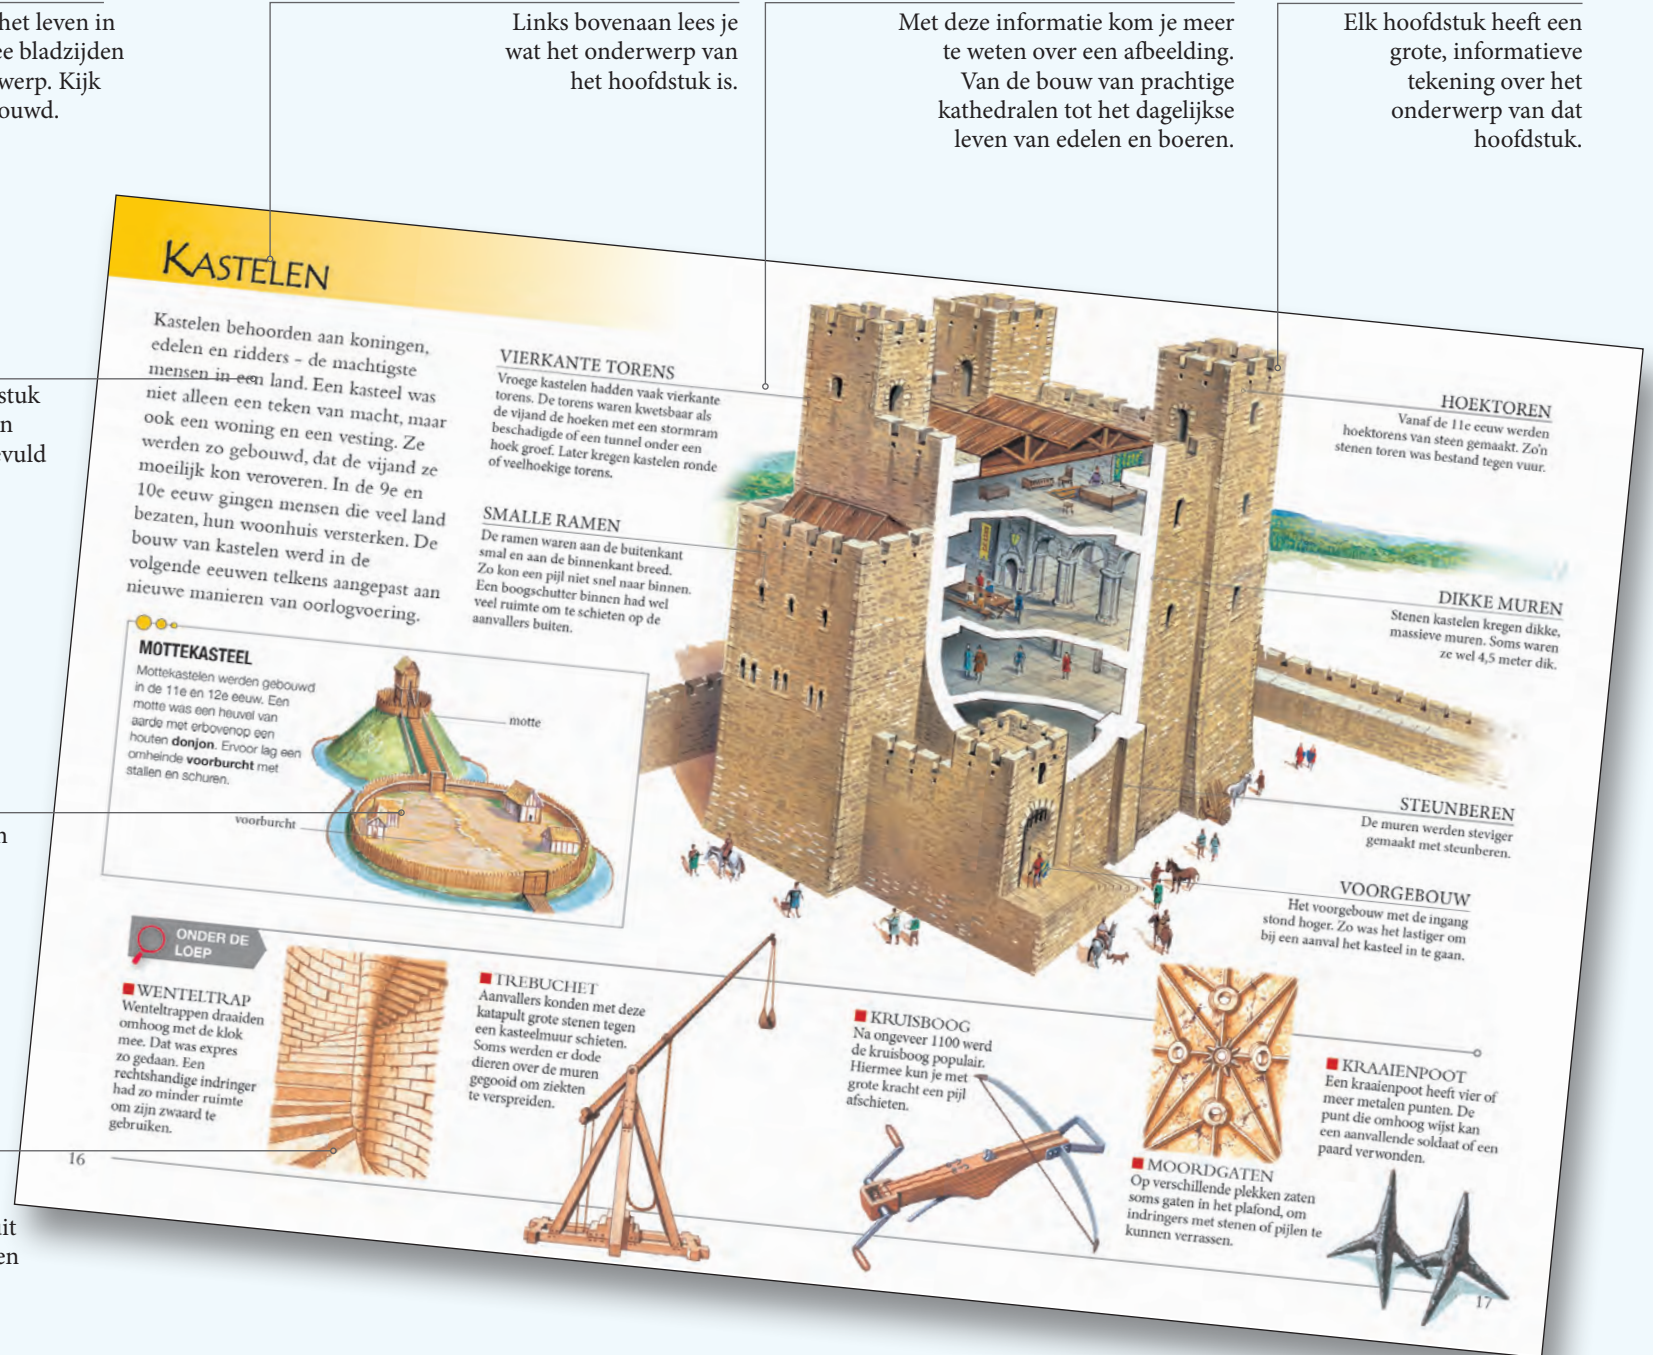 het leven in
ee bladzijden
werp. Kijk
ouwd.
Links bovenaan lees je
wat het onderwerp van
het hoofdstuk is.
Met deze informatie kom je meer
te weten over een afbeelding.
Van de bouw van prachtige
kathedralen tot het dagelijkse
leven van edelen en boeren.
Elk hoofdstuk heeft een
grote, informatieve
tekening over het
onderwerp van dat
hoofdstuk.
stuk
n
evuld
n
uit
en
KASTELEN
Kastelen behoorden aan koningen,
edelen en ridders – de machtigste
mensen in een land. Een kasteel was
niet alleen een teken van macht, maar
ook een woning en een vesting. Ze
werden zo gebouwd, dat de vijand ze
moeilijk kon veroveren. In de 9e en
10e eeuw gingen mensen die veel land
bezaten, hun woonhuis versterken. De
bouw van kastelen werd in de
volgende eeuwen telkens aangepast aan
nieuwe manieren van oorlogvoering.
VIERKANTE TORENS
Vroege kastelen hadden vaak vierkante
torens. De torens waren kwetsbaar als
de vijand de hoeken met een stormram
beschadigde of een tunnel onder een
hoek groef. Later kregen kastelen ronde
of veelhoekige torens.
SMALLE RAMEN
De ramen waren aan de buitenkant
smal en aan de binnenkant breed.
Zo kon een pijl niet snel naar binnen.
Een boogschutter binnen had wel
veel ruimte om te schieten op de
aanvallers buiten.
MOTTEKASTEEL
Mottekastelen werden gebouwd
in de 11e en 12e eeuw. Een
motte was een heuvel van
aarde met erbovenop een
houten donjon. Ervoor lag een
omheinde voorburcht met
stallen en schuren.
motte
voorburcht
HOEKTOREN
Vanaf de 11e eeuw werden
hoektorens van steen gemaakt. Zo'n
stenen toren was bestand tegen vuur.
DIKKE MUREN
Stenen kastelen kregen dikke,
massieve muren. Soms waren
ze wel 4,5 meter dik.
STEUNBEREN
De muren werden steviger
gemaakt met steunberen.
VOORGEBOUW
Het voorgebouw met de ingang
stond hoger. Zo was het lastiger om
bij een aanval het kasteel in te gaan.
ONDER DE
LOEP
WENTELTRAP
Wenteltrappen draaiden
omhoog met de klok
mee. Dat was expres
zo gedaan. Een
rechtshandige indringer
had zo minder ruimte
om zijn zwaard te
gebruiken.
TREBUCHET
Aanvallers konden met deze
katapult grote stenen tegen
een kasteelmuur schieten.
Soms werden er dode
dieren over de muren
gegooid om ziekten
te verspreiden.
KRUISBOOG
Na ongeveer 1100 werd
de kruisboog populair.
Hiermee kun je met
grote kracht een pijl
afschieten.
MOORDGATEN
Op verschillende plekken zaten
soms gaten in het plafond, om
indringers met stenen of pijlen te
kunnen verrassen.
KRAAIENPOOT
Een kraaienpoot heeft vier of
meer metalen punten. De
punt die omhoog wijst kan
een aanvallende soldaat of een
paard verwonden.
16
17